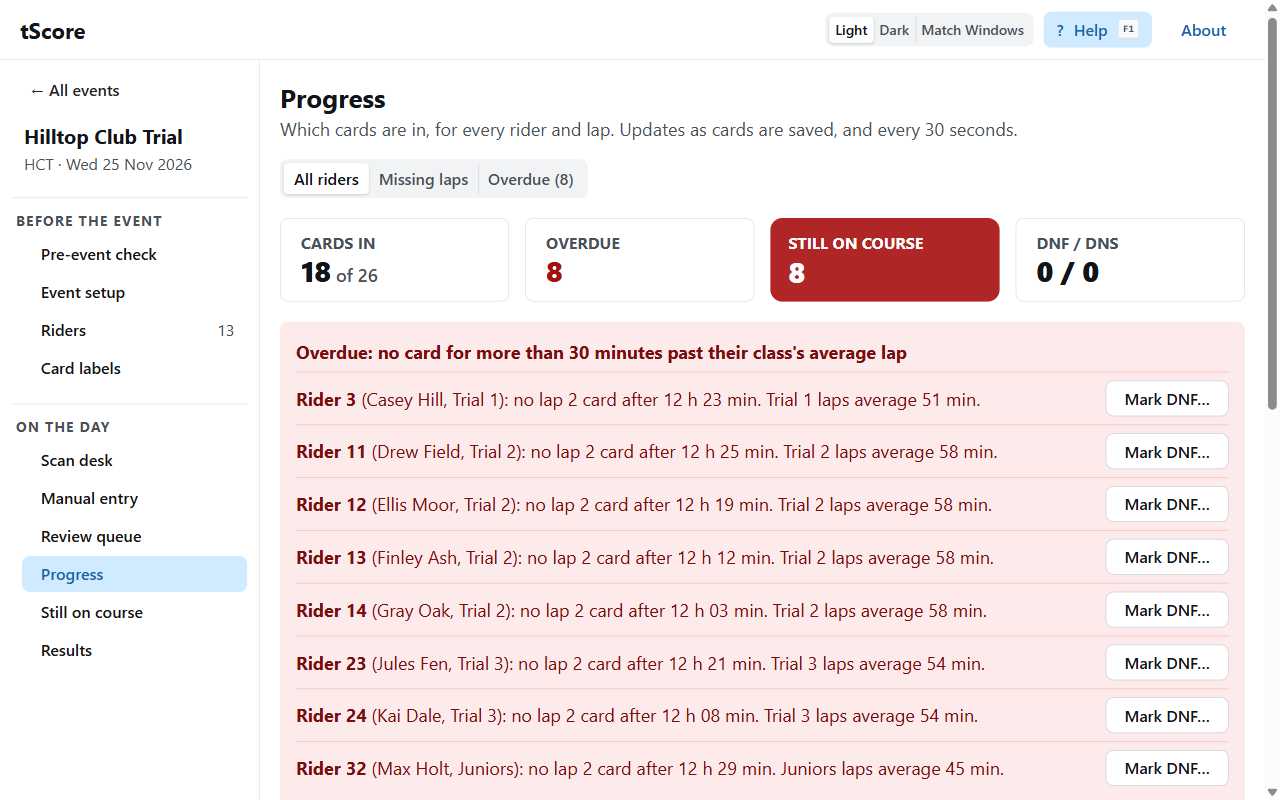 tScore
Light Dark Match Windows
? Help F1
About
← All events
Hilltop Club Trial
HCT · Wed 25 Nov 2026
BEFORE THE EVENT
Pre-event check
Event setup
Riders 13
Card labels
ON THE DAY
Scan desk
Manual entry
Review queue
Progress
Still on course
Results
Progress
Which cards are in, for every rider and lap. Updates as cards are saved, and every 30 seconds.
All riders Missing laps Overdue (8)
CARDS IN
18 of 26
OVERDUE
8
STILL ON COURSE
8
DNF / DNS
0 / 0
Overdue: no card for more than 30 minutes past their class's average lap
Rider 3 (Casey Hill, Trial 1): no lap 2 card after 12 h 23 min. Trial 1 laps average 51 min. Mark DNF...
Rider 11 (Drew Field, Trial 2): no lap 2 card after 12 h 25 min. Trial 2 laps average 58 min. Mark DNF...
Rider 12 (Ellis Moor, Trial 2): no lap 2 card after 12 h 19 min. Trial 2 laps average 58 min. Mark DNF...
Rider 13 (Finley Ash, Trial 2): no lap 2 card after 12 h 12 min. Trial 2 laps average 58 min. Mark DNF...
Rider 14 (Gray Oak, Trial 2): no lap 2 card after 12 h 03 min. Trial 2 laps average 58 min. Mark DNF...
Rider 23 (Jules Fen, Trial 3): no lap 2 card after 12 h 21 min. Trial 3 laps average 54 min. Mark DNF...
Rider 24 (Kai Dale, Trial 3): no lap 2 card after 12 h 08 min. Trial 3 laps average 54 min. Mark DNF...
Rider 32 (Max Holt, Juniors): no lap 2 card after 12 h 29 min. Juniors laps average 45 min. Mark DNF...